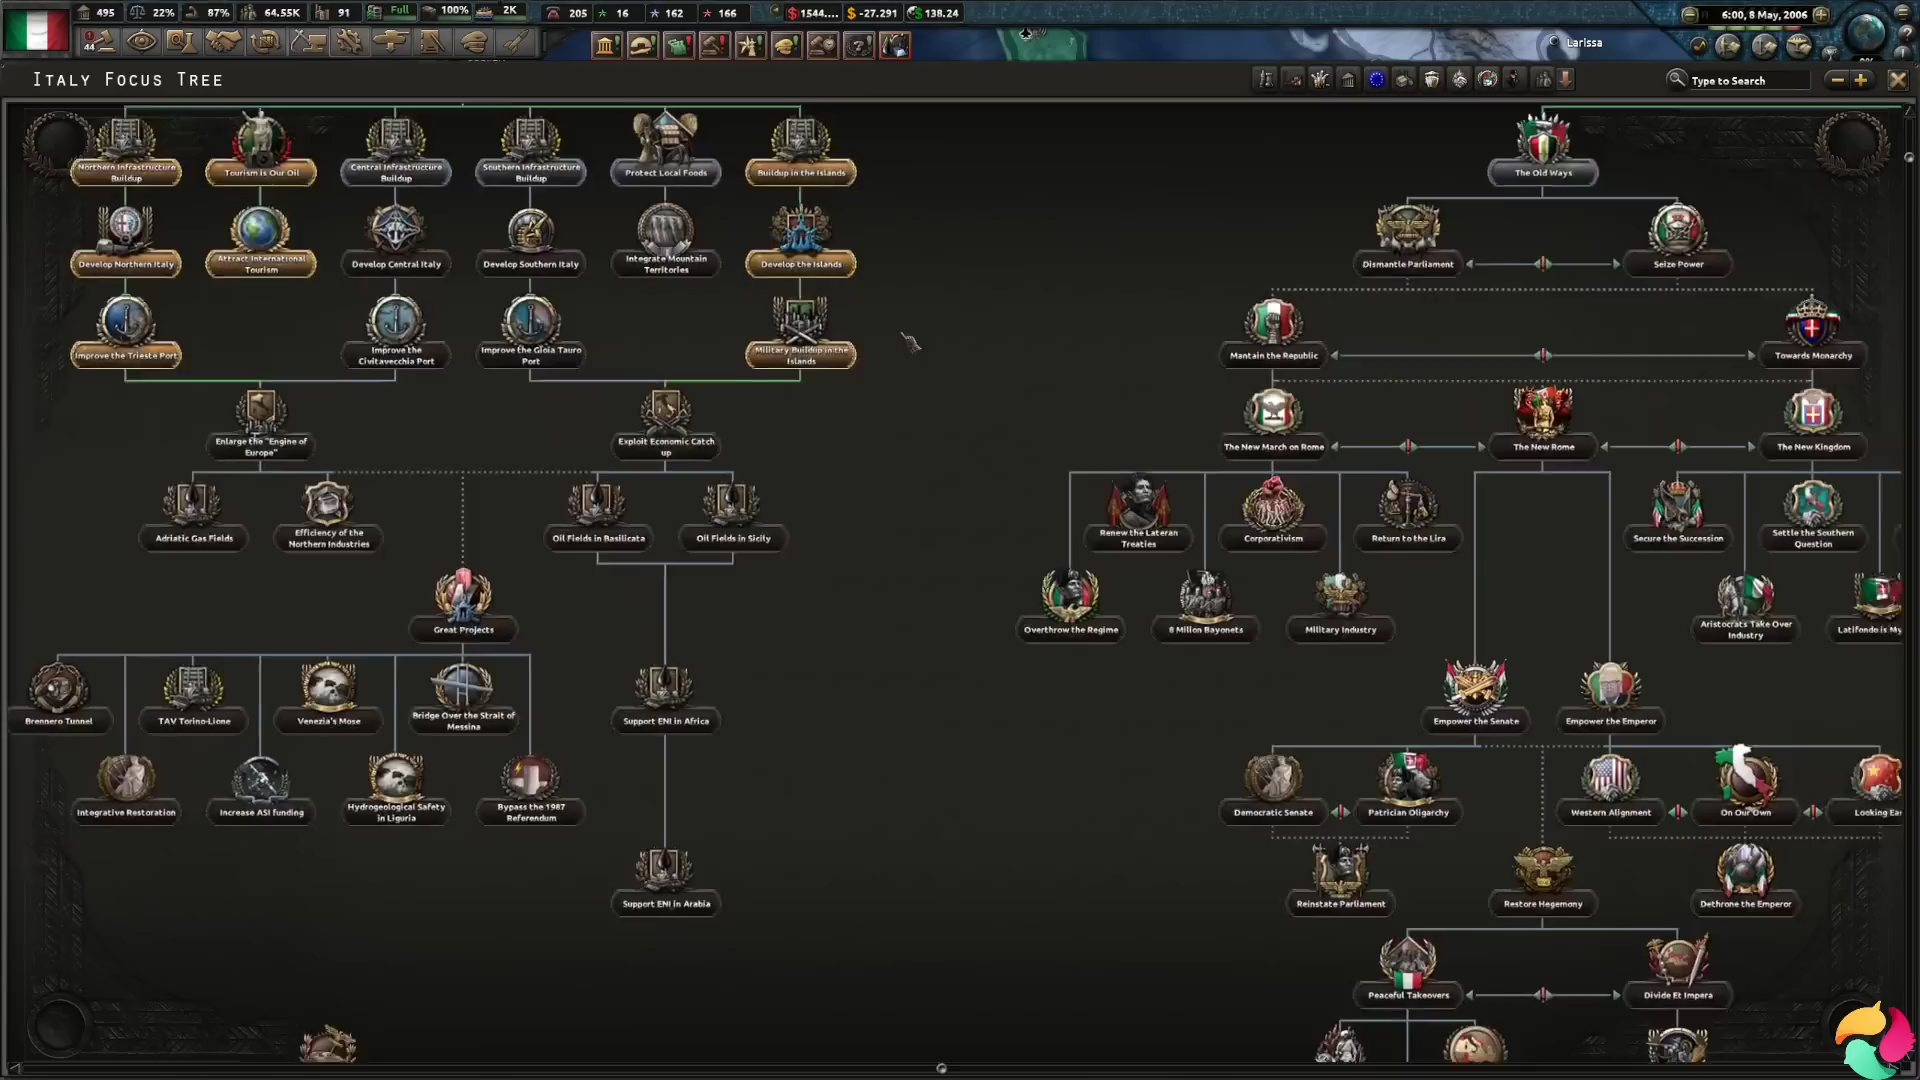 495 22% 87% 64.55K 91 Full 100% 2K 205 16 162 166 1544.... -27.291 138.24
6:00, 8 May, 2006
44
Larissa
ITALY FOCUS TREE
Type to Search
Northern Infrastructure
Buildup
Tourism is Our Oil
Central Infrastructure
Buildup
Southern Infrastructure
Buildup
Protect Local Foods
Buildup in the Islands
The Old Ways
Develop Northern Italy
Attract International
Tourism
Develop Central Italy
Develop Southern Italy
Integrate Mountain
Territories
Develop the Islands
Dismantle Parliament
Seize Power
Improve the Trieste Port
Improve the
Civitavecchia Port
Improve the Gioia Tauro
Port
Military Buildup in the
Islands
Mantain the Republic
Towards Monarchy
Enlarge the "Engine of
Europe"
Exploit Economic Catch
up
The New March on Rome
The New Rome
The New Kingdom
Adriatic Gas Fields
Efficiency of the
Northern Industries
Oil Fields in Basilicata
Oil Fields in Sicily
Renew the Lateran
Treaties
Corporativism
Return to the Lira
Secure the Succession
Settle the Southern
Question
Great Projects
Overthrow the Regime
8 Millon Bayonets
Military Industry
Aristocrats Take Over
Industry
Latifondo is My
Brennero Tunnel
TAV Torino-Lione
Venezia's Mose
Bridge Over the Strait of
Messina
Support ENI in Africa
Empower the Senate
Empower the Emperor
Integrative Restoration
Increase ASI funding
Hydrogeological Safety
in Liguria
Bypass the 1987
Referendum
Democratic Senate
Patrician Oligarchy
Western Alignment
On Our Own
Looking Eas
Support ENI in Arabia
Reinstate Parliament
Restore Hegemony
Dethrone the Emperor
Peaceful Takeovers
Divide Et Impera